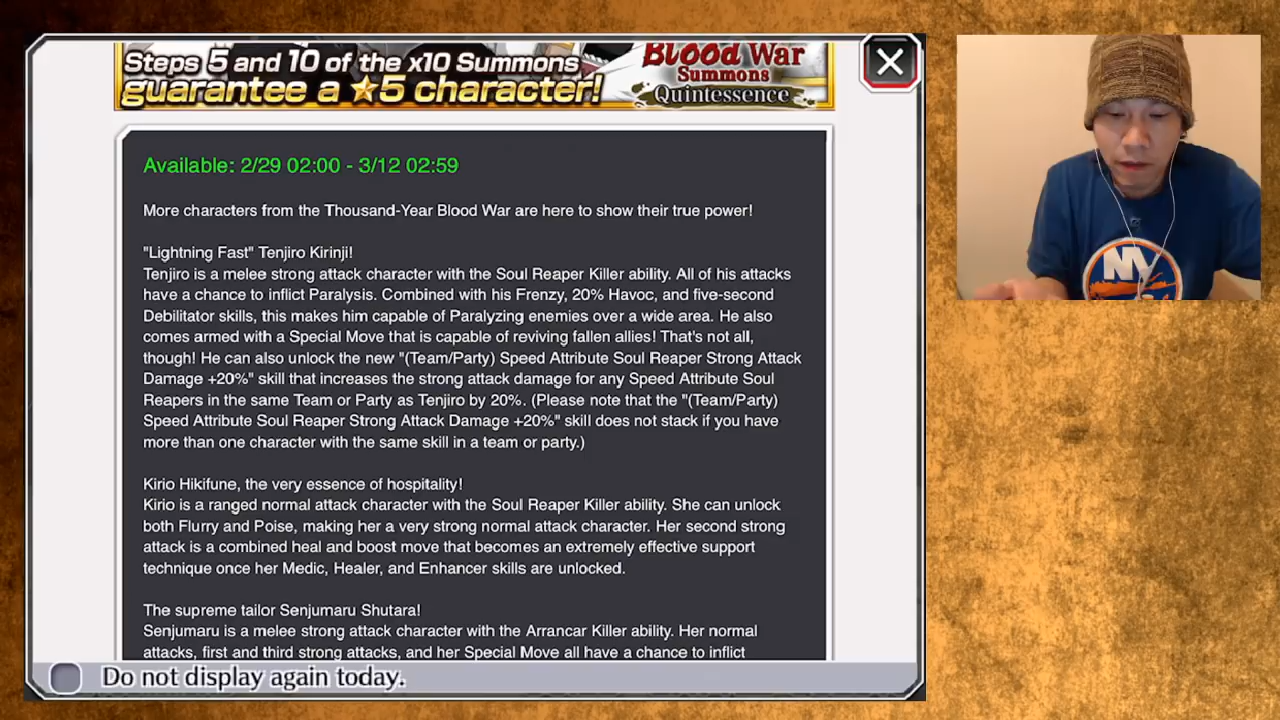 Steps 5 and 10 of the x10 Summons
guarantee a ★5 character!
Blood War
Summons
Quintessence
Available: 2/29 02:00 - 3/12 02:59
More characters from the Thousand-Year Blood War are here to show their true power!
"Lightning Fast" Tenjiro Kirinji!
Tenjiro is a melee strong attack character with the Soul Reaper Killer ability. All of his attacks
have a chance to inflict Paralysis. Combined with his Frenzy, 20% Havoc, and five-second
Debilitator skills, this makes him capable of Paralyzing enemies over a wide area. He also
comes armed with a Special Move that is capable of reviving fallen allies! That's not all,
though! He can also unlock the new "(Team/Party) Speed Attribute Soul Reaper Strong Attack
Damage +20%" skill that increases the strong attack damage for any Speed Attribute Soul
Reapers in the same Team or Party as Tenjiro by 20%. (Please note that the "(Team/Party)
Speed Attribute Soul Reaper Strong Attack Damage +20%" skill does not stack if you have
more than one character with the same skill in a team or party.)
Kirio Hikifune, the very essence of hospitality!
Kirio is a ranged normal attack character with the Soul Reaper Killer ability. She can unlock
both Flurry and Poise, making her a very strong normal attack character. Her second strong
attack is a combined heal and boost move that becomes an extremely effective support
technique once her Medic, Healer, and Enhancer skills are unlocked.
The supreme tailor Senjumaru Shutara!
Senjumaru is a melee strong attack character with the Arrancar Killer ability. Her normal
attacks, first and third strong attacks, and her Special Move all have a chance to inflict
Do not display again today.
NY